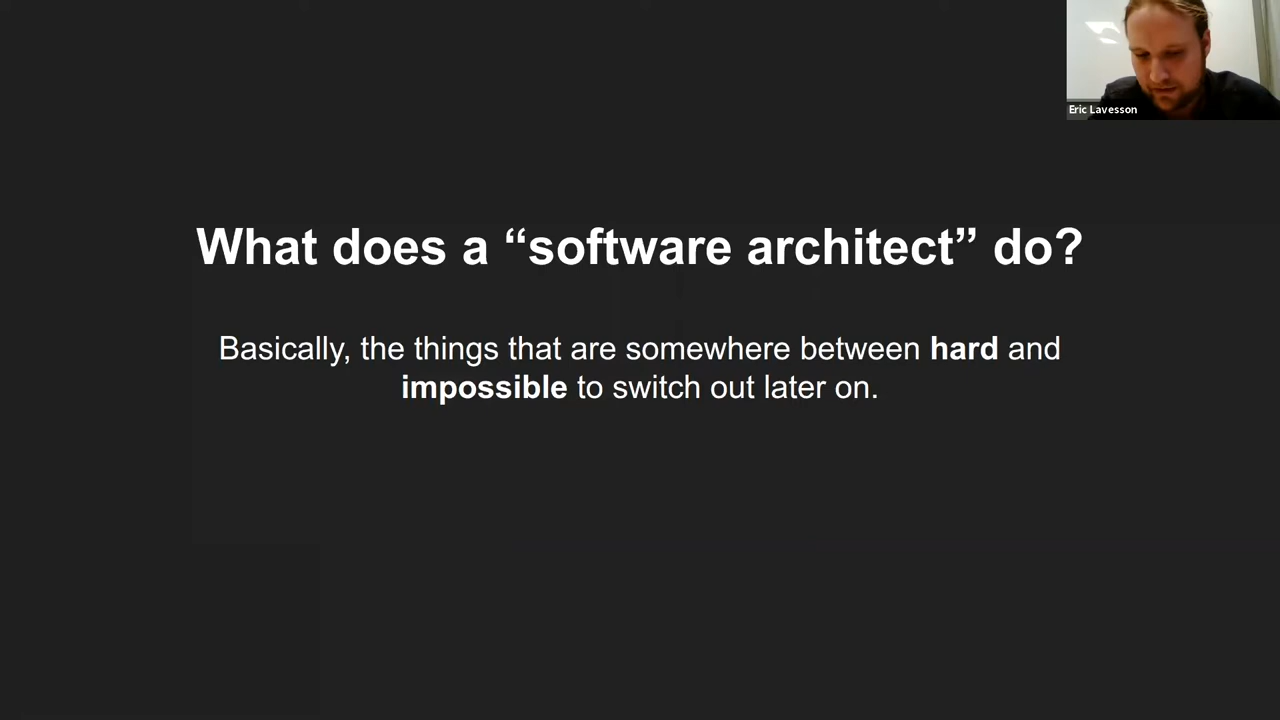 Eric Lavesson
What does a “software architect” do?
Basically, the things that are somewhere between hard and
impossible to switch out later on.